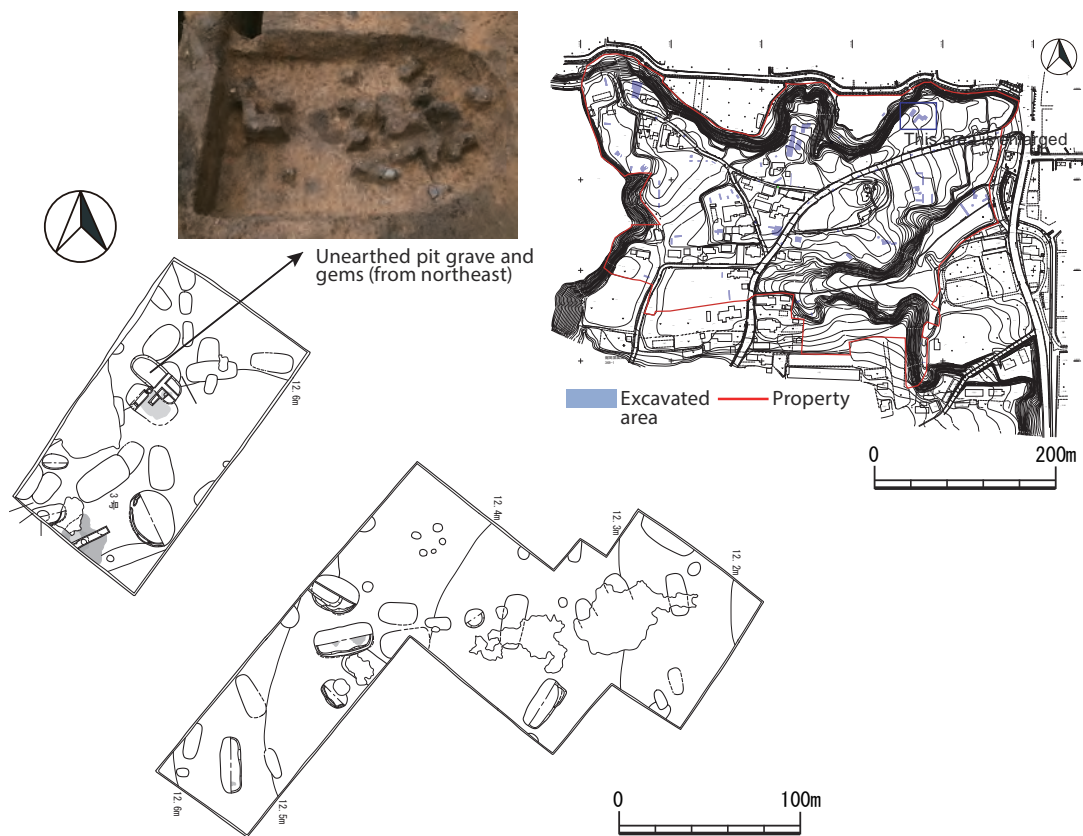 This area is enlarged
Unearthed pit grave and
gems (from northeast)
Excavated
area
Property
0
200m
12.6m
3号
12.4m
12.3m
12.2m
12.6m
12.5m
0
100m